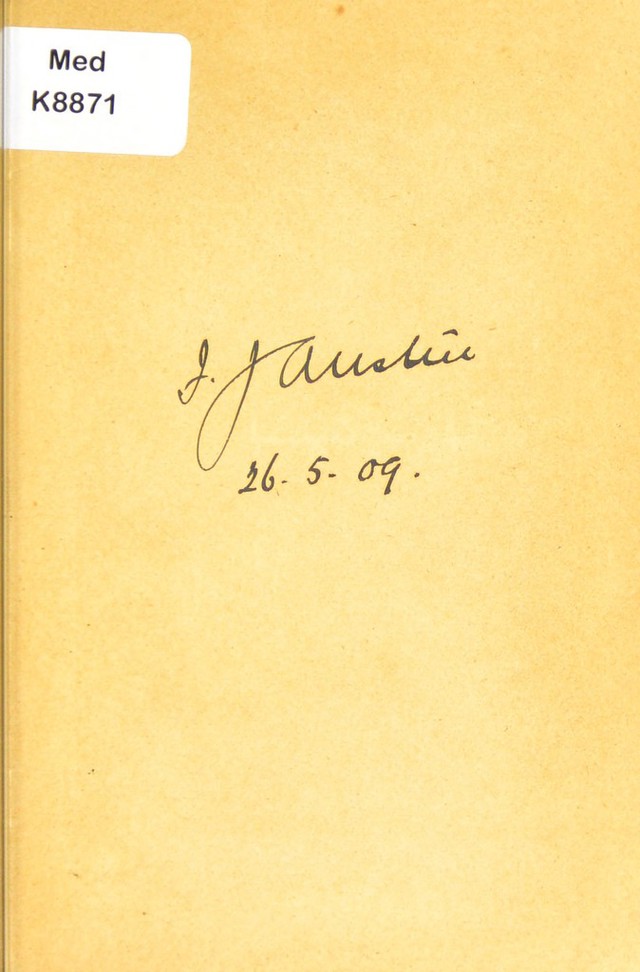 Med
K8871
I. J Austin
26. 5. 09.